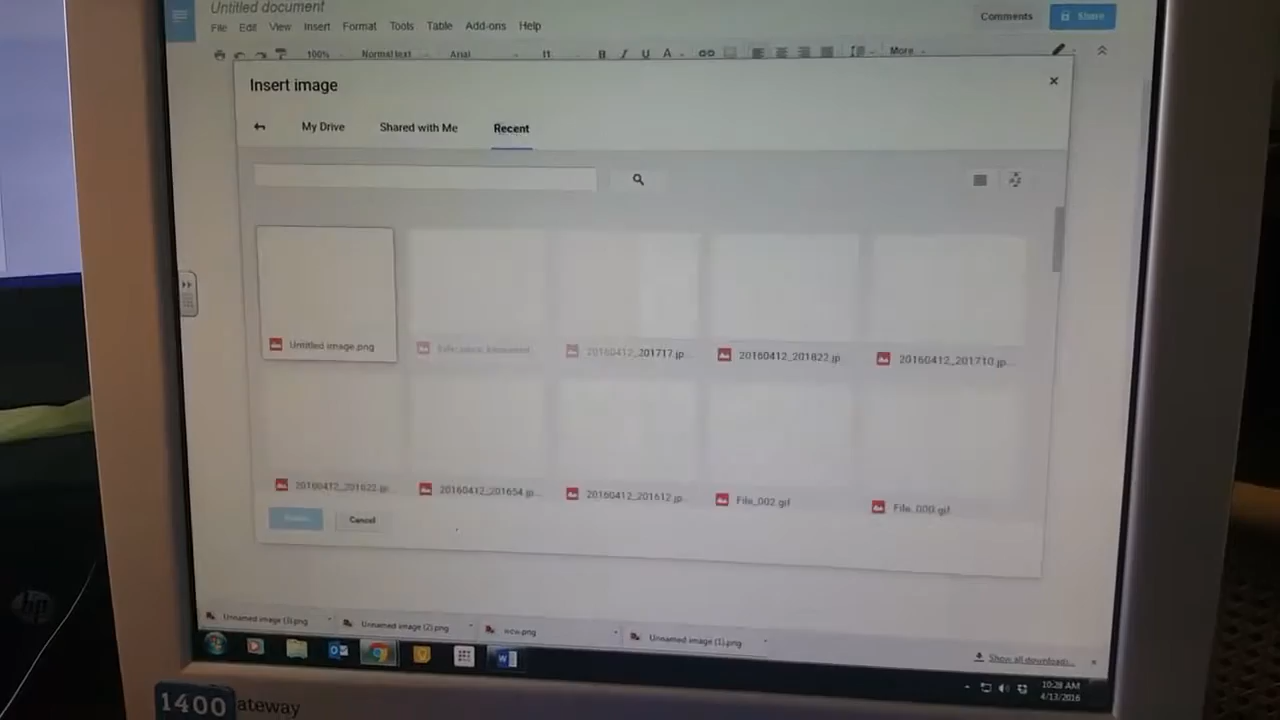 Untitled document
File Edit View Insert Format Tools Table Add-ons Help
Comments
Share
100% Normal text Arial 11 B I U A More
Insert image
My Drive Shared with Me Recent
Untitled image.png
20160412_201717.jp...
20160412_201822.jp...
20160412_201710.jp...
20160412_201622.jp...
20160412_201654.jp...
20160412_201612.jp...
File_002.gif
File_000.gif
Cancel
Unnamed image (3).png
Unnamed image (2).png
wcw.png
Unnamed image (1).png
Show all downloads...
10:28 AM
4/13/2016
hp
1400
ateway